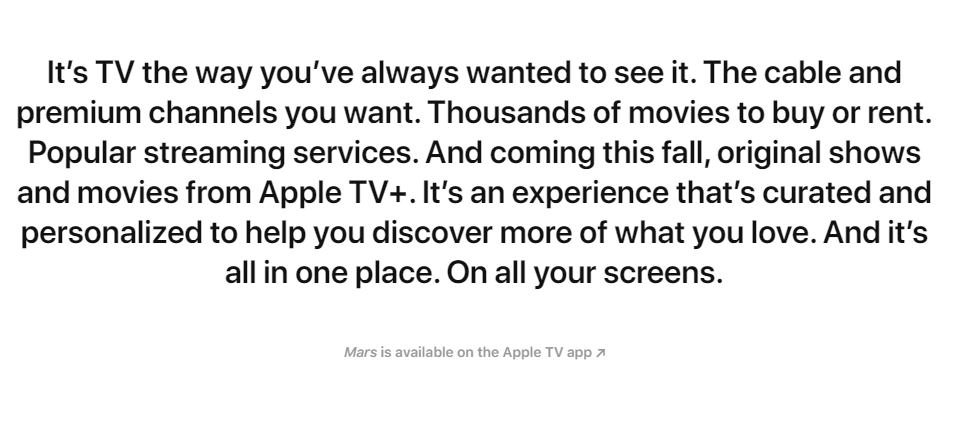 It’s TV the way you’ve always wanted to see it. The cable and
premium channels you want. Thousands of movies to buy or rent.
Popular streaming services. And coming this fall, original shows
and movies from Apple TV+. It’s an experience that’s curated and
personalized to help you discover more of what you love. And it’s
all in one place. On all your screens.
Mars is available on the Apple TV app ↗